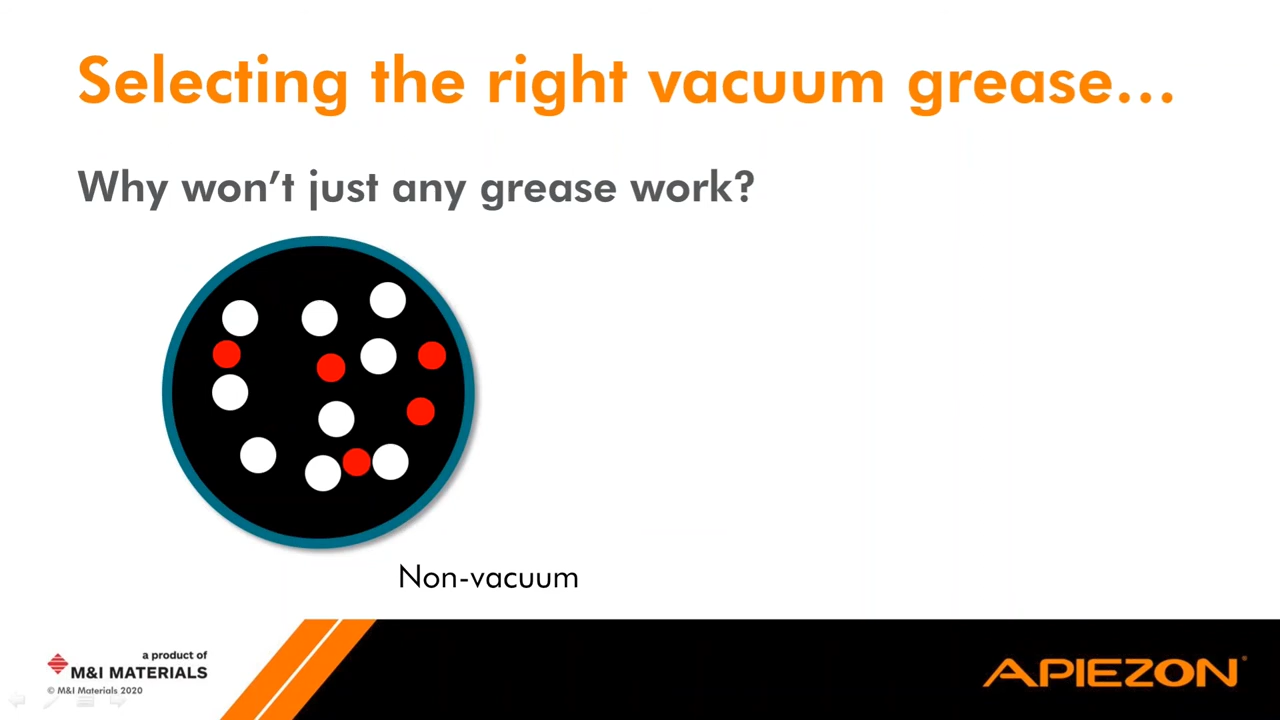 Selecting the right vacuum grease...
Why won't just any grease work?
Non-vacuum
a product of
M&I MATERIALS
© M&I Materials 2020
APIEZON®